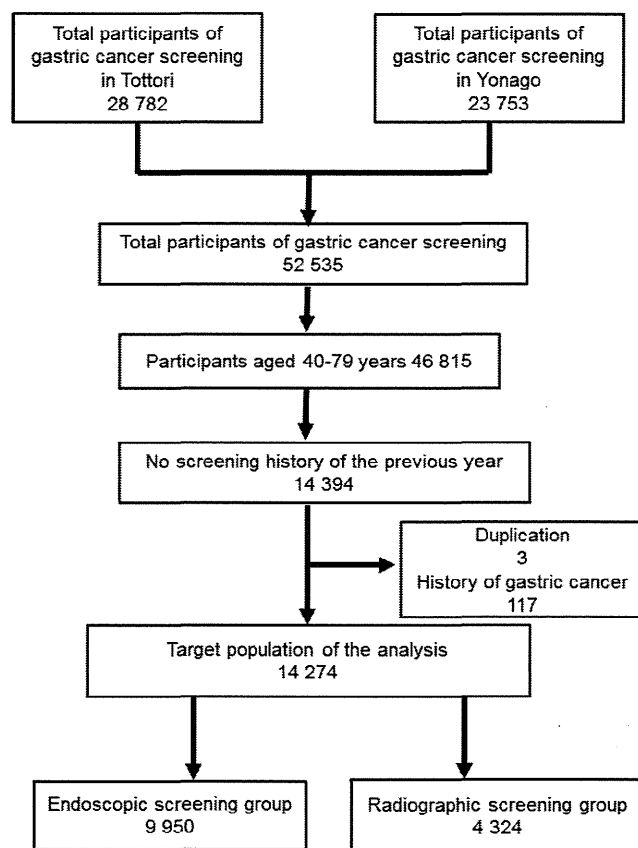 Total participants of
gastric cancer screening
in Tottori
28 782
Total participants of
gastric cancer screening
in Yonago
23 753
Total participants of gastric cancer screening
52 535
Participants aged 40-79 years 46 815
No screening history of the previous year
14 394
Duplication
3
History of gastric cancer
117
Target population of the analysis
14 274
Endoscopic screening group
9 950
Radiographic screening group
4 324